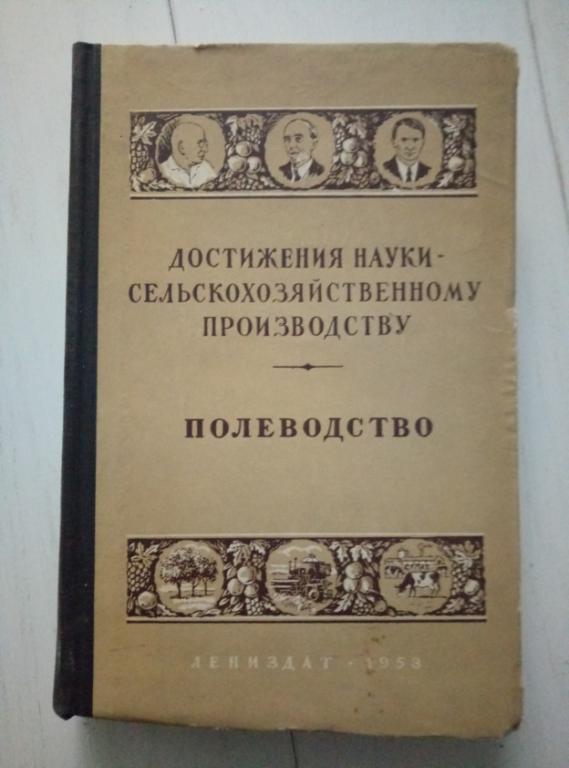 ДОСТИЖЕНИЯ НАУКИ-
СЕЛЬСКОХОЗЯЙСТВЕННОМУ
ПРОИЗВОДСТВУ
ПОЛЕВОДСТВО
ЛЕНИЗДАТ · 1953